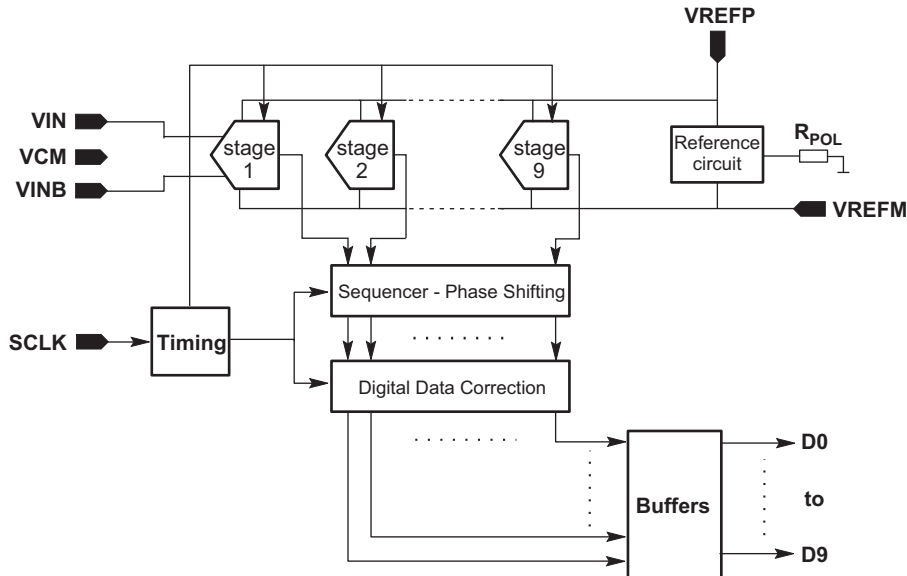 VREFP
VIN
VCM
VINB
stage
1
stage
2
stage
9
Reference
circuit
RPOL
VREFM
Sequencer - Phase Shifting
SCLK
Timing
Digital Data Correction
Buffers
D0
to
D9